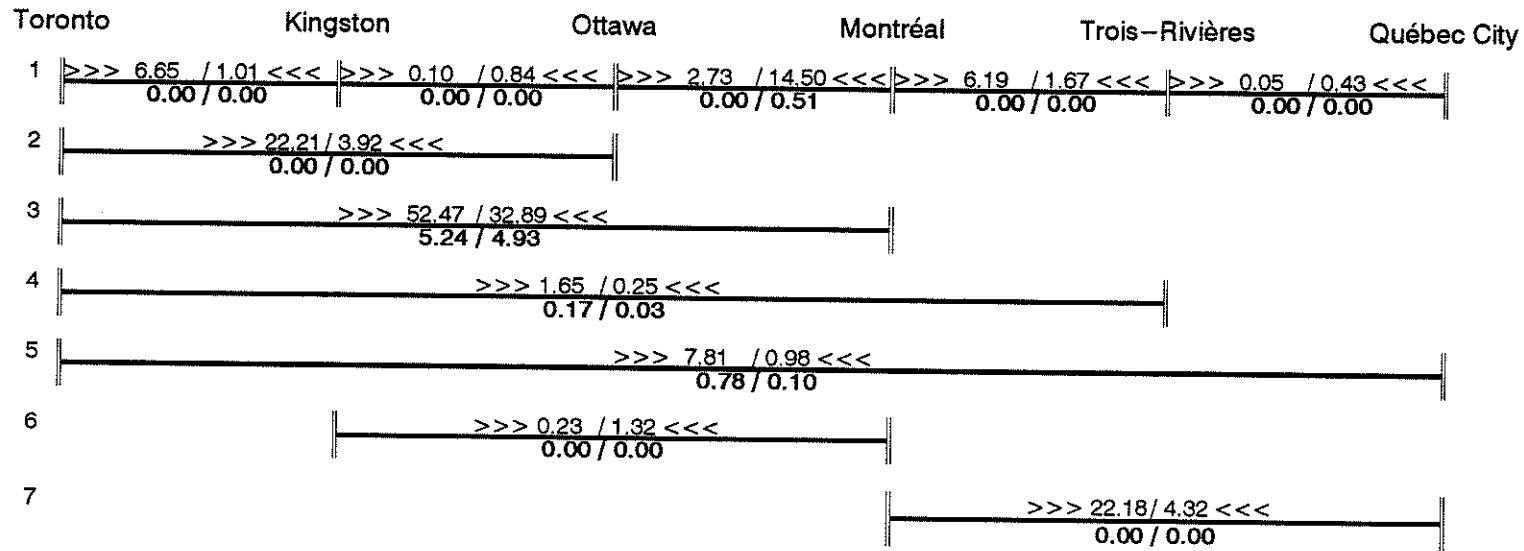 Toronto Kingston Ottawa Montréal Trois-Rivières Québec City
1 >>> 6.65 / 1.01 <<< >>> 0.10 / 0.84 <<< >>> 2.73 / 14.50 <<< >>> 6.19 / 1.67 <<< >>> 0.05 / 0.43 <<<
0.00 / 0.00 0.00 / 0.00 0.00 / 0.51 0.00 / 0.00 0.00 / 0.00
2 >>> 22.21 / 3.92 <<<
0.00 / 0.00
3 >>> 52.47 / 32.89 <<<
5.24 / 4.93
4 >>> 1.65 / 0.25 <<<
0.17 / 0.03
5 >>> 7.81 / 0.98 <<<
0.78 / 0.10
6 >>> 0.23 / 1.32 <<<
0.00 / 0.00
7 >>> 22.18 / 4.32 <<<
0.00 / 0.00